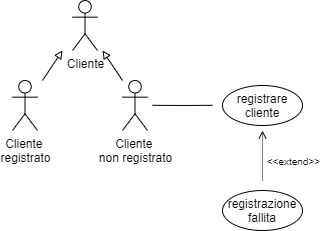 Cliente
Cliente
registrato
Cliente
non registrato
registrare
cliente
<<extend>>
registrazione
fallita